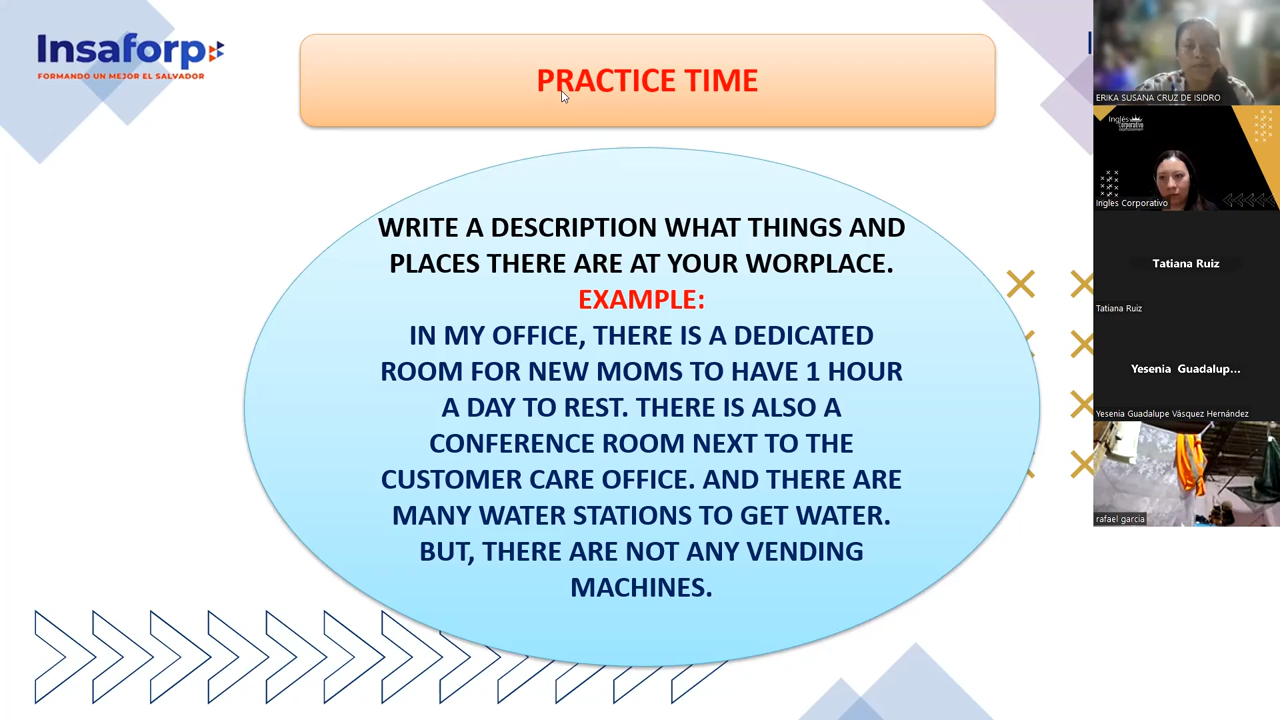 Insaforp
FORMANDO UN MEJOR EL SALVADOR
PRACTICE TIME
WRITE A DESCRIPTION WHAT THINGS AND
PLACES THERE ARE AT YOUR WORPLACE.
EXAMPLE:
IN MY OFFICE, THERE IS A DEDICATED
ROOM FOR NEW MOMS TO HAVE 1 HOUR
A DAY TO REST. THERE IS ALSO A
CONFERENCE ROOM NEXT TO THE
CUSTOMER CARE OFFICE. AND THERE ARE
MANY WATER STATIONS TO GET WATER.
BUT, THERE ARE NOT ANY VENDING
MACHINES.
ERIKA SUSANA CRUZ DE ISIDRO
Inglés
Corporativo
Ingles Corporativo
Tatiana Ruiz
Tatiana Ruiz
Yesenia Guadalup...
Yesenia Guadalupe Vásquez Hernández
rafael garcia